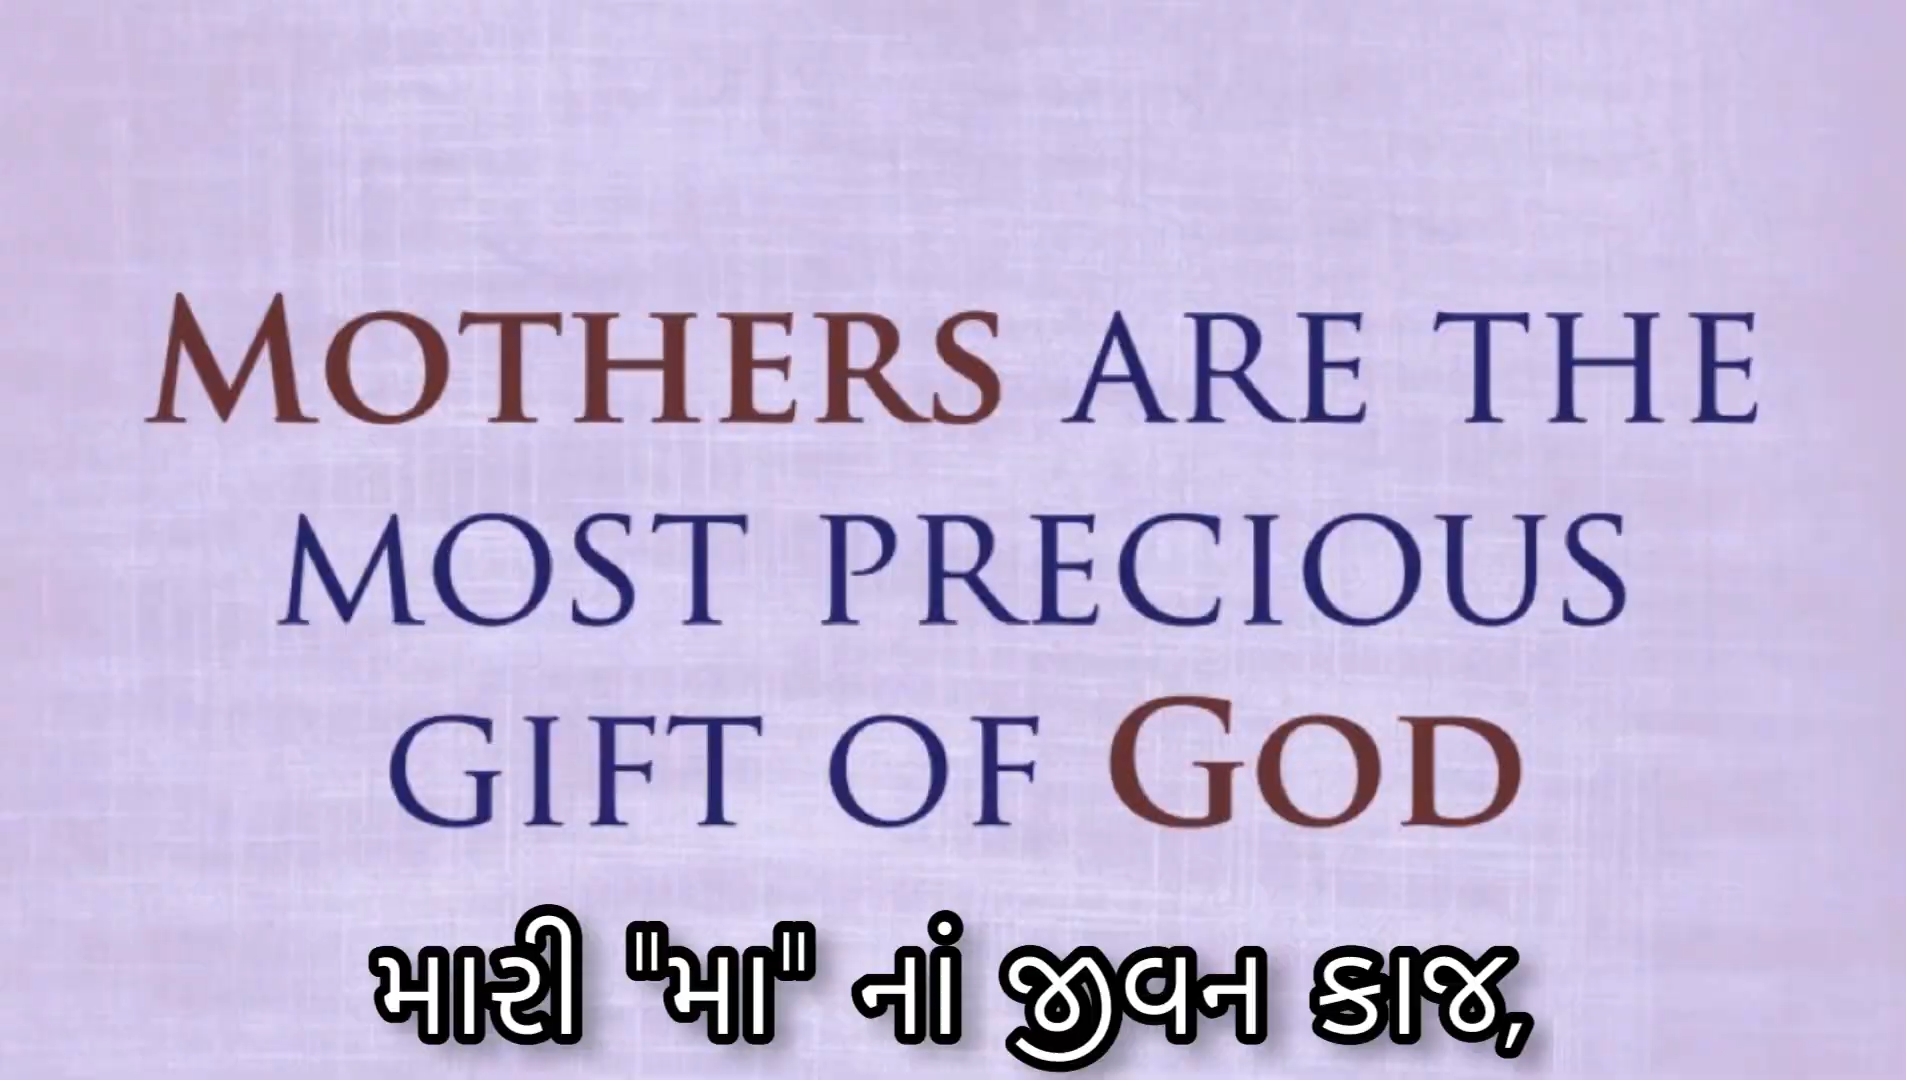 MOTHERS ARE THE
MOST PRECIOUS
GIFT OF GOD
મારી "મા" નાં જીવન કાજ,